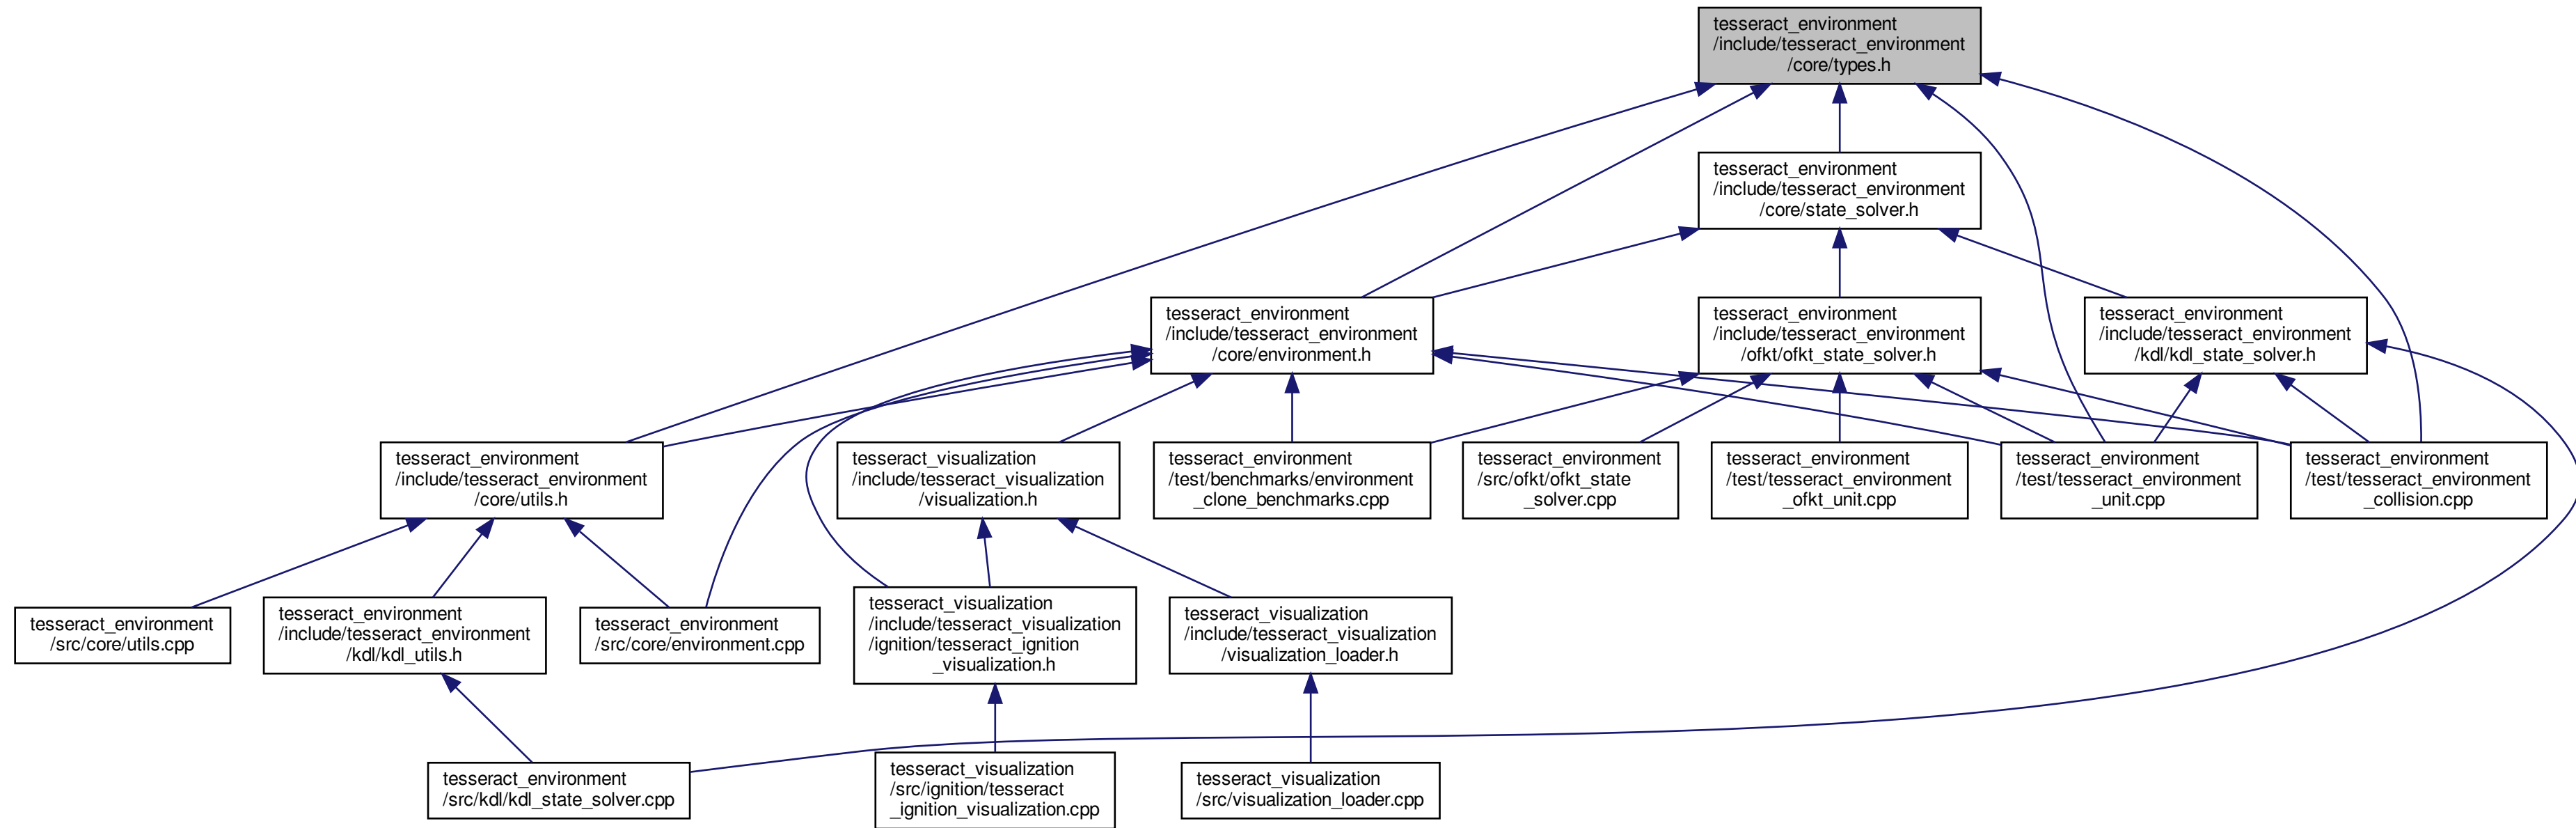 tesseract_environment
/include/tesseract_environment
/core/types.h
tesseract_environment
/include/tesseract_environment
/core/state_solver.h
tesseract_environment
/include/tesseract_environment
/core/environment.h
tesseract_environment
/include/tesseract_environment
/ofkt/ofkt_state_solver.h
tesseract_environment
/include/tesseract_environment
/kdl/kdl_state_solver.h
tesseract_environment
/include/tesseract_environment
/core/utils.h
tesseract_visualization
/include/tesseract_visualization
/visualization.h
tesseract_environment
/test/benchmarks/environment
_clone_benchmarks.cpp
tesseract_environment
/src/ofkt/ofkt_state
_solver.cpp
tesseract_environment
/test/tesseract_environment
_ofkt_unit.cpp
tesseract_environment
/test/tesseract_environment
_unit.cpp
tesseract_environment
/test/tesseract_environment
_collision.cpp
tesseract_environment
/src/core/utils.cpp
tesseract_environment
/include/tesseract_environment
/kdl/kdl_utils.h
tesseract_environment
/src/core/environment.cpp
tesseract_visualization
/include/tesseract_visualization
/ignition/tesseract_ignition
_visualization.h
tesseract_visualization
/include/tesseract_visualization
/visualization_loader.h
tesseract_environment
/src/kdl/kdl_state_solver.cpp
tesseract_visualization
/src/ignition/tesseract
_ignition_visualization.cpp
tesseract_visualization
/src/visualization_loader.cpp